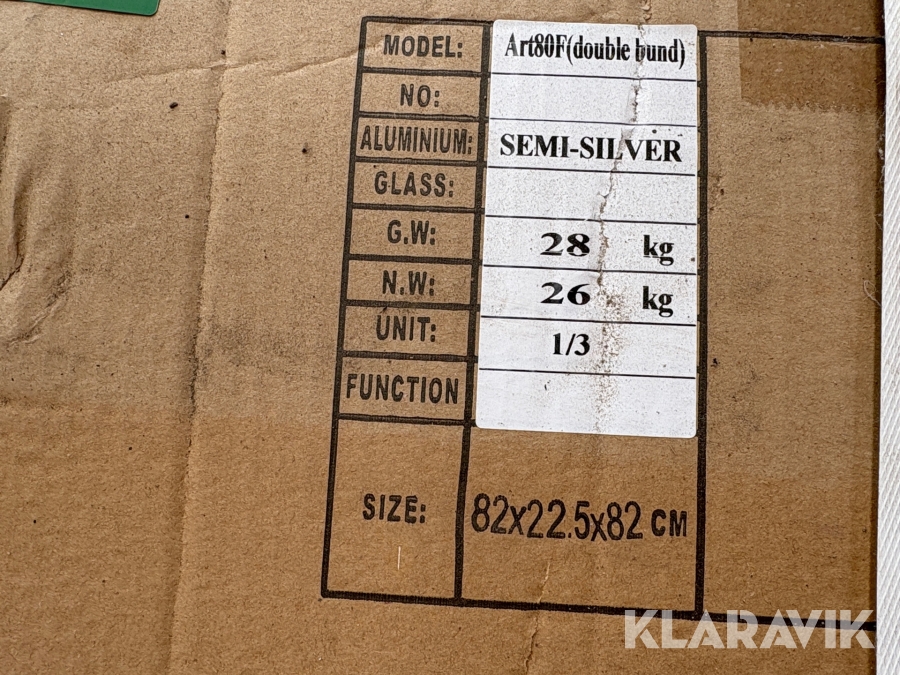 MODEL: Art80F(double bund)
NO:
ALUMINIUM: SEMI-SILVER
GLASS:
G.W: 28 kg
N.W: 26 kg
UNIT: 1/3
FUNCTION
SIZE: 82x22.5x82 CM
KLARAVIK